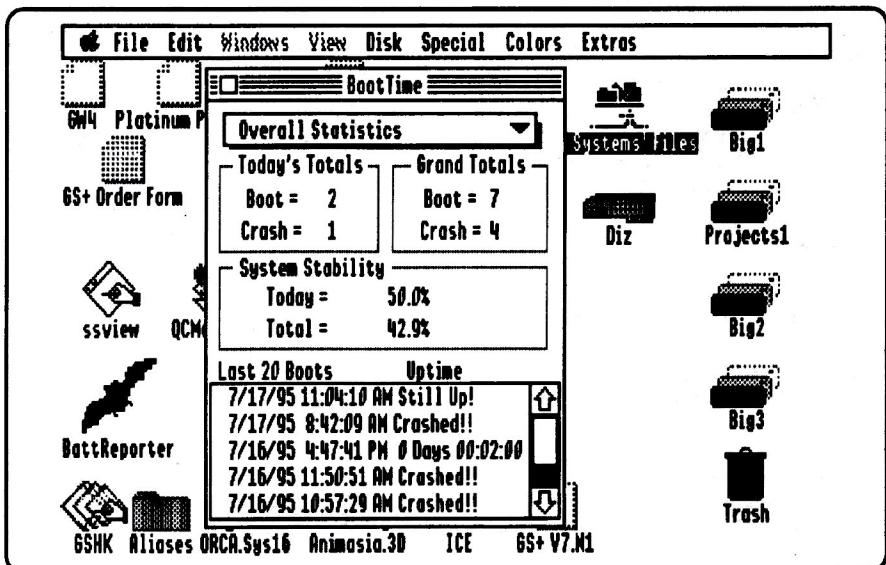 File Edit Windows View Disk Special Colors Extras
BootTime
GW4 Platinum P
Overall Statistics
Systems Files
Big1
Today's Totals
Grand Totals
GS+ Order Form
Boot = 2
Boot = 7
Crash = 1
Crash = 4
Diz
Projects1
System Stability
Today = 50.0%
Total = 42.9%
ssview
Big2
Last 20 Boots Uptime
7/17/95 11:04:10 AM Still Up!
7/17/95 8:42:09 AM Crashed!!
7/16/95 4:47:41 PM 0 Days 00:02:00
7/16/95 11:50:51 AM Crashed!!
7/16/95 10:57:29 AM Crashed!!
BattReporter
Big3
Trash
GSHK Aliases ORCA.Sys16 Animasia.3D ICE GS+ V7.N1